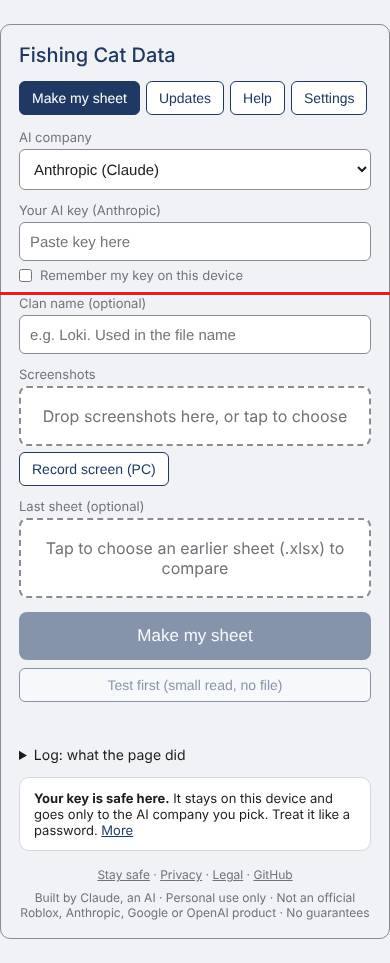 Fishing Cat Data
Make my sheet Updates Help Settings
AI company
Anthropic (Claude)
Your AI key (Anthropic)
Paste key here
Remember my key on this device
Clan name (optional)
e.g. Loki. Used in the file name
Screenshots
Drop screenshots here, or tap to choose
Record screen (PC)
Last sheet (optional)
Tap to choose an earlier sheet (.xlsx) to
compare
Make my sheet
Test first (small read, no file)
Log: what the page did
Your key is safe here. It stays on this device and
goes only to the AI company you pick. Treat it like a
password. More
Stay safe · Privacy · Legal · GitHub
Built by Claude, an AI · Personal use only · Not an official
Roblox, Anthropic, Google or OpenAI product · No guarantees